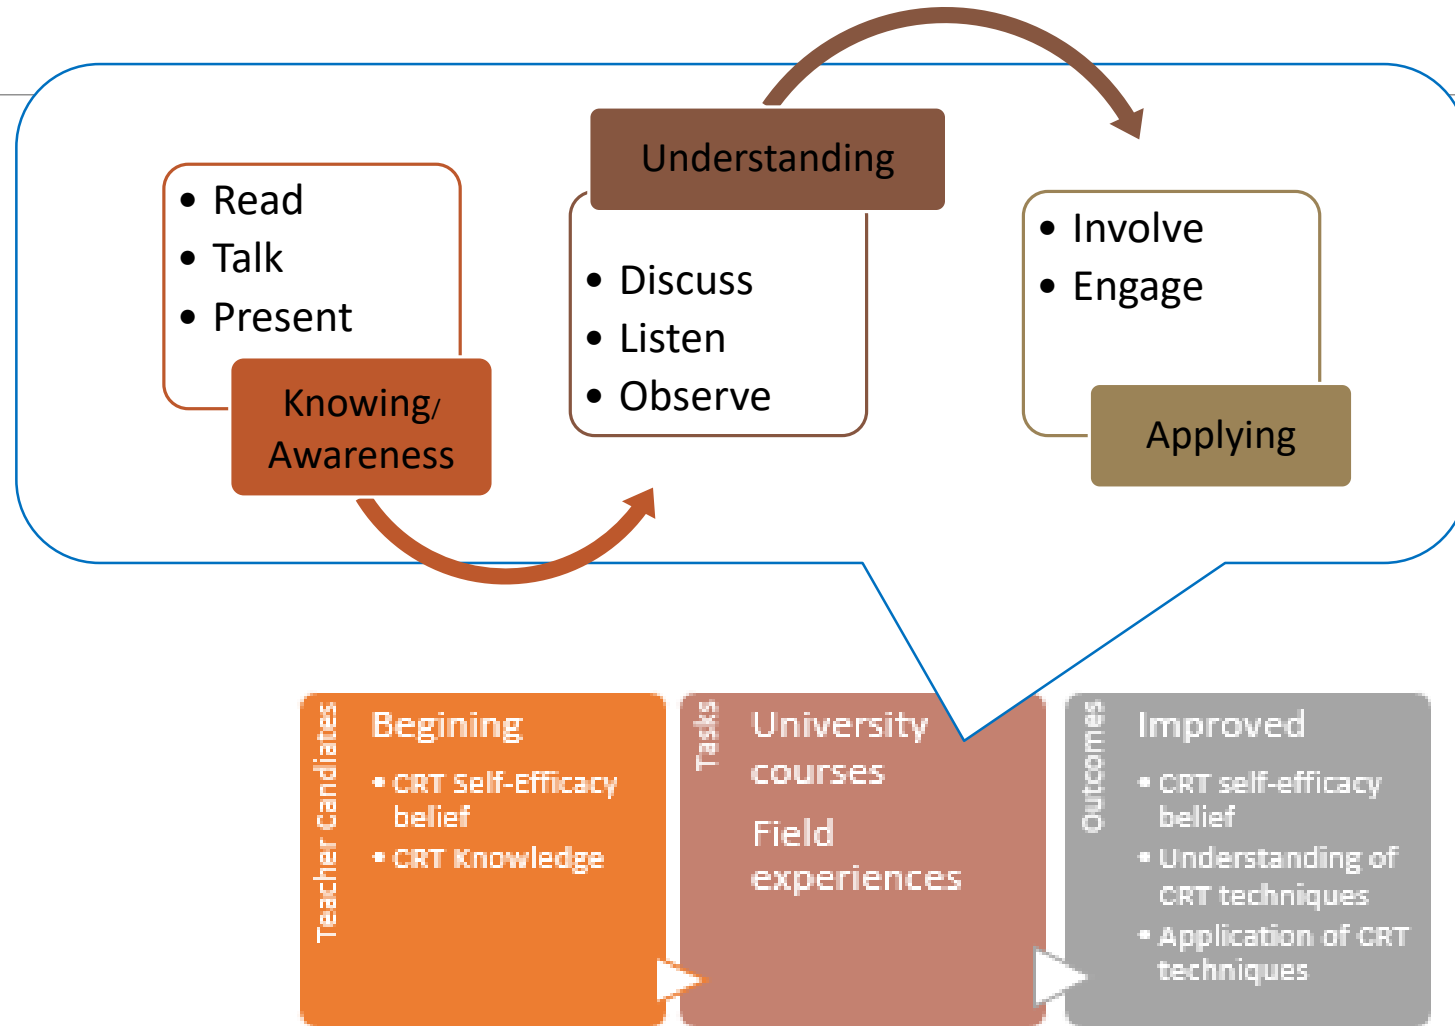 • Read
• Talk
• Present
Knowing/
Awareness
Understanding
• Discuss
• Listen
• Observe
• Involve
• Engage
Applying
Teacher Candiates
Begining
• CRT Self-Efficacy
belief
• CRT Knowledge
Tasks
University
courses
Field
experiences
Outcomes
Improved
• CRT self-efficacy
belief
• Understanding of
CRT techniques
• Application of CRT
techniques